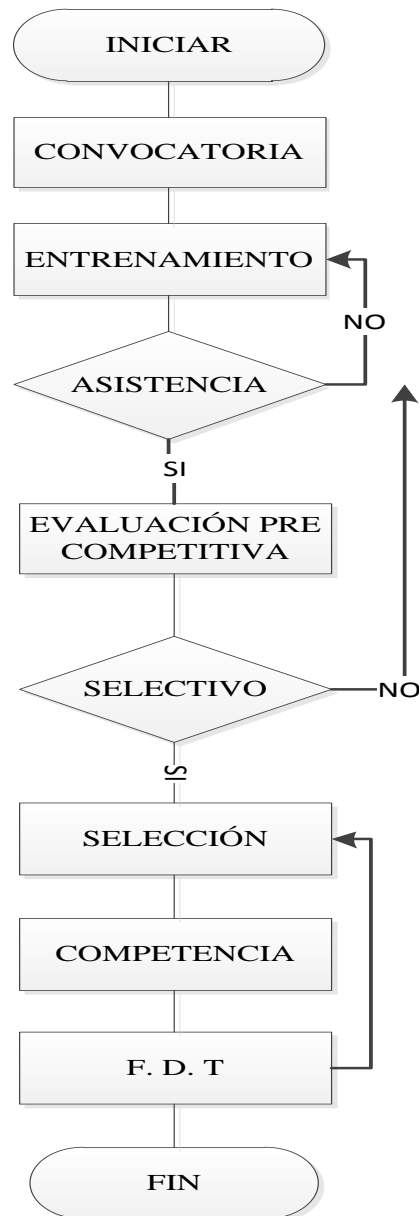 INICIAR
CONVOCATORIA
ENTRENAMIENTO
NO
ASISTENCIA
SI
EVALUACIÓN PRE
COMPETITIVA
SELECTIVO
NO
SI
SELECCIÓN
COMPETENCIA
F. D. T
FIN